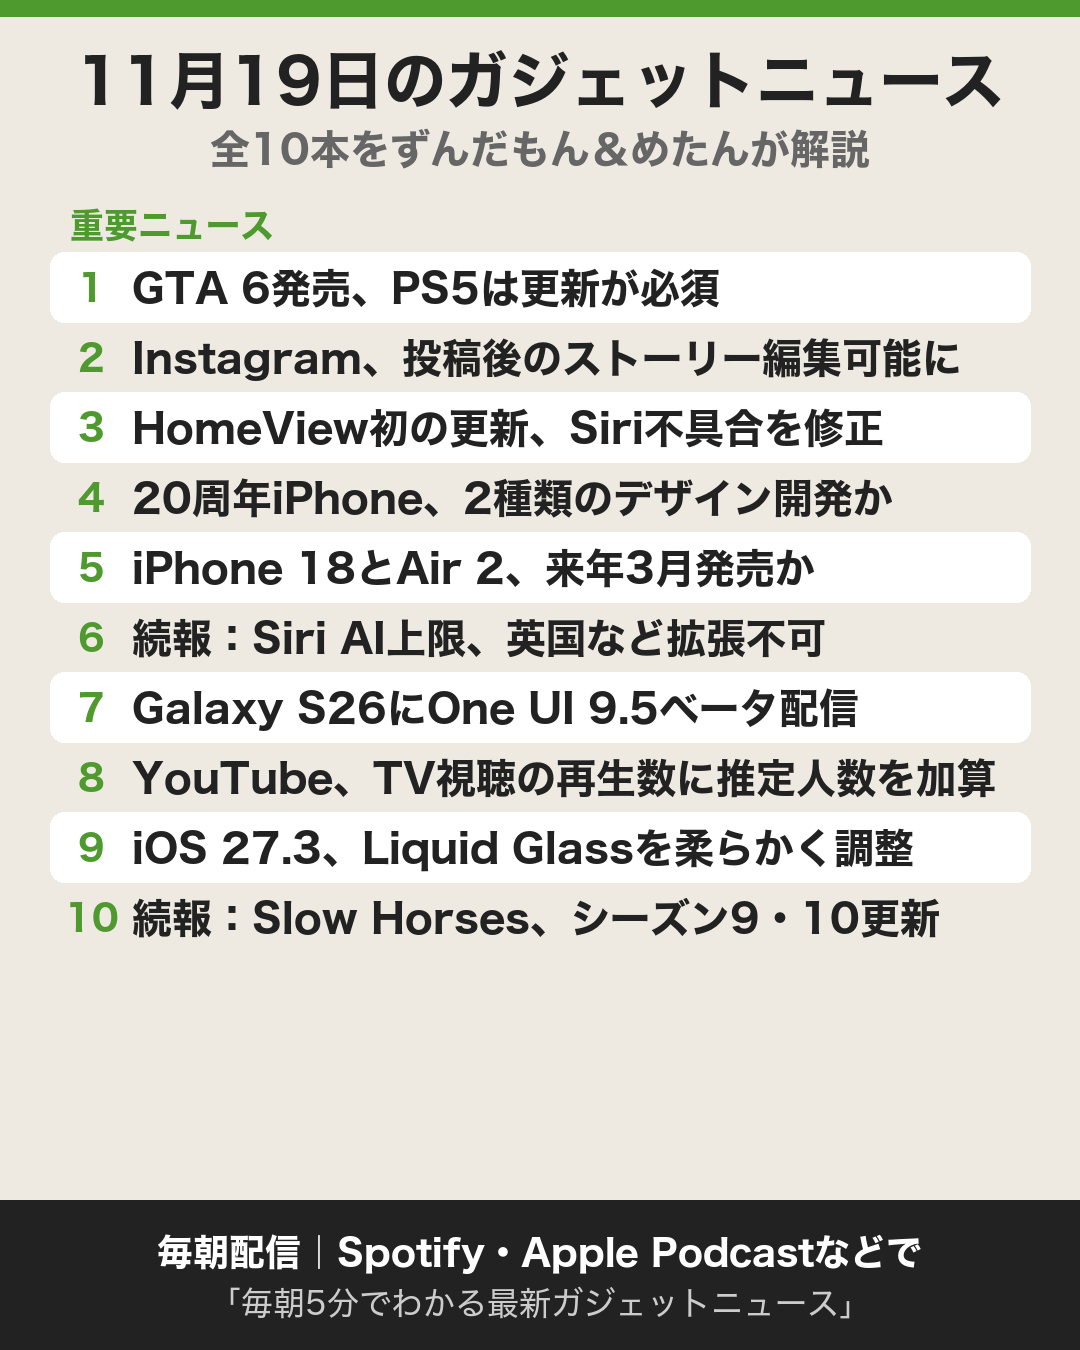 11月19日のガジェットニュース
全10本をずんだもん&めたんが解説
重要ニュース
1 GTA 6発売、PS5は更新が必須
2 Instagram、投稿後のストーリー編集可能に
3 HomeView初の更新、Siri不具合を修正
4 20周年iPhone、2種類のデザイン開発か
5 iPhone 18とAir 2、来年3月発売か
6 続報：Siri AI上限、英国など拡張不可
7 Galaxy S26にOne UI 9.5ベータ配信
8 YouTube、TV視聴の再生数に推定人数を加算
9 iOS 27.3、Liquid Glassを柔らかく調整
10 続報：Slow Horses、シーズン9・10更新
毎朝配信｜Spotify・Apple Podcastなどで
「毎朝5分でわかる最新ガジェットニュース」